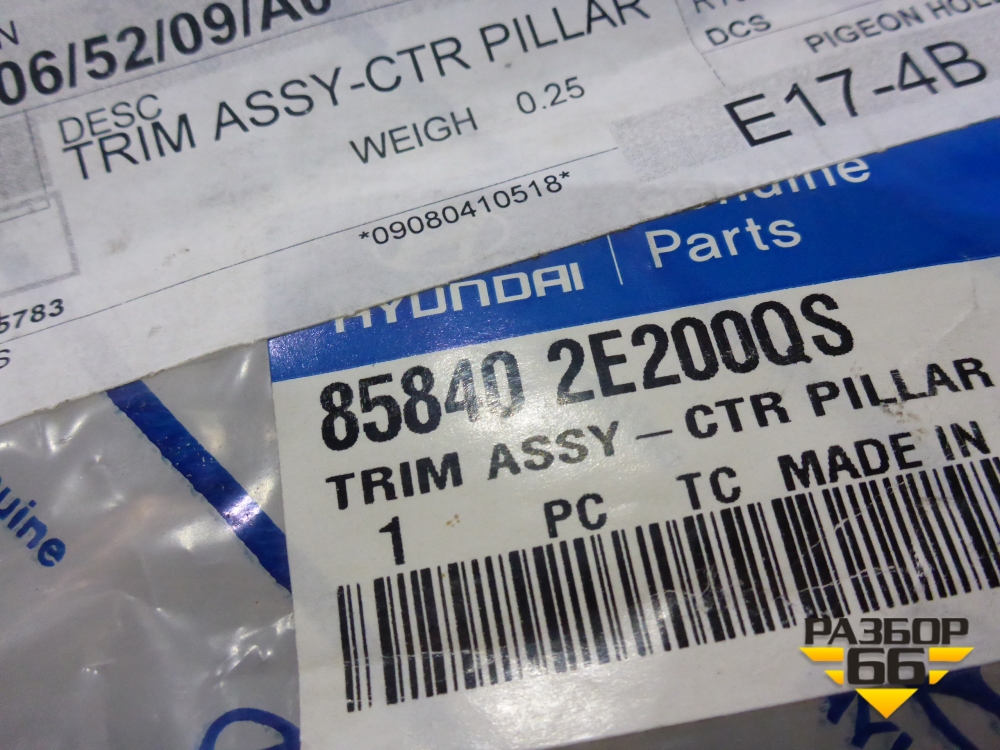 06/52/09/A0
DESC
TRIM ASSY-CTR PILLAR
WEIGH 0.25
*09080410518*
DCS
PIGEON HOLE
E17-4B
5783
S
HYUNDAI
Genuine
Parts
85840 2E200QS
TRIM ASSY-CTR PILLAR
1 PC TC MADE IN
uine
РАЗБОР
66